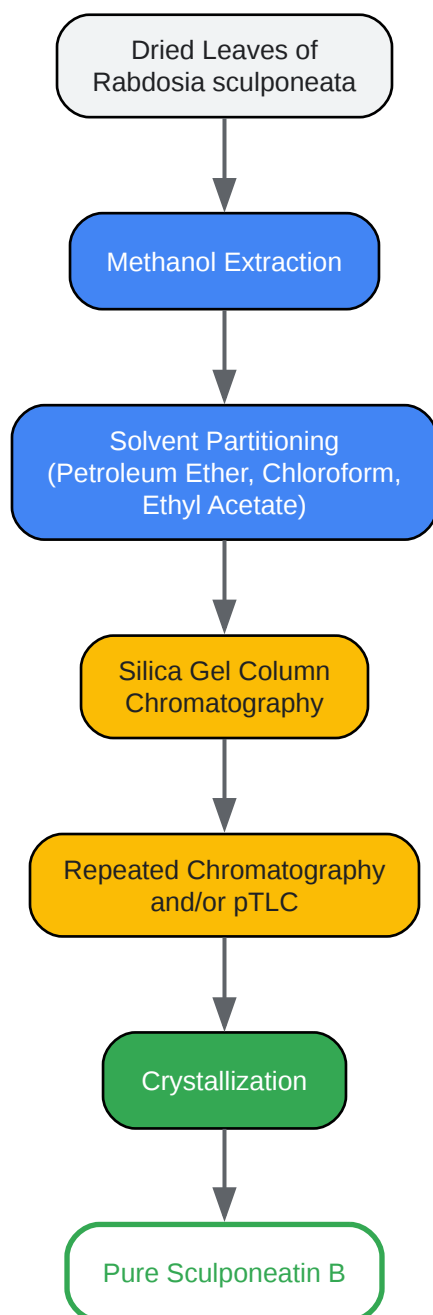 Dried Leaves of
Rabdosia sculponeata
Methanol Extraction
Solvent Partitioning
(Petroleum Ether, Chloroform,
Ethyl Acetate)
Silica Gel Column
Chromatography
Repeated Chromatography
and/or pTLC
Crystallization
Pure Sculponeatin B